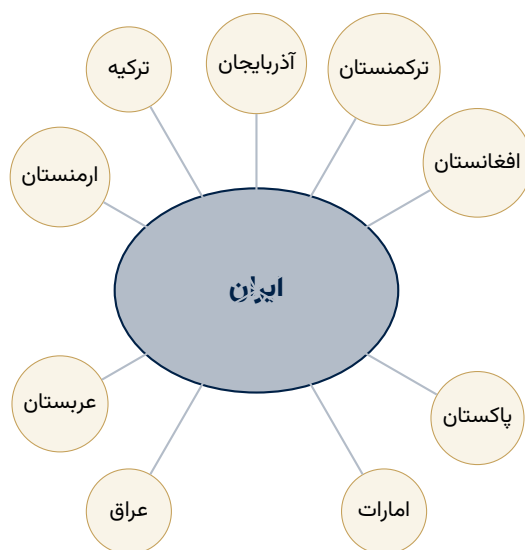 آذربایجان
ترکمنستان
ترکیه
افغانستان
ارمنستان
ایران
عربستان
پاکستان
امارات
عراق